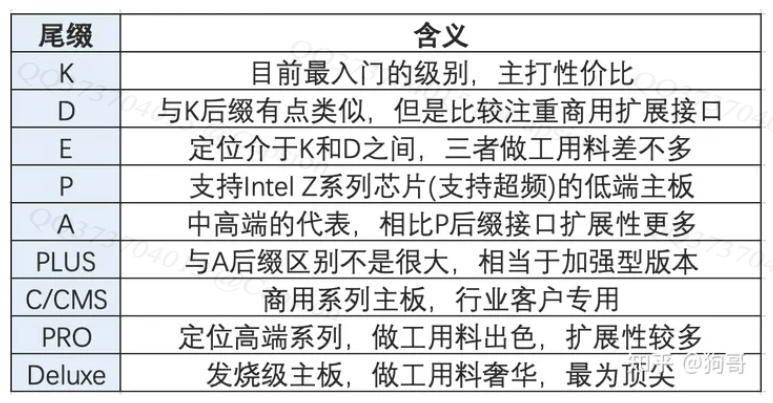 尾缀 含义
K 目前最入门的级别，主打性价比
D 与K后缀有点类似，但是比较注重商用扩展接口
E 定位介于K和D之间，三者做工用料差不多
P 支持Intel Z系列芯片(支持超频)的低端主板
A 中高端的代表，相比P后缀接口扩展性更多
PLUS 与A后缀区别不是很大，相当于加强型版本
C/CMS 商用系列主板，行业客户专用
PRO 定位高端系列，做工用料出色，扩展性较多
Deluxe 发烧级主板，做工用料奢华，最为顶尖
知乎 @狗哥